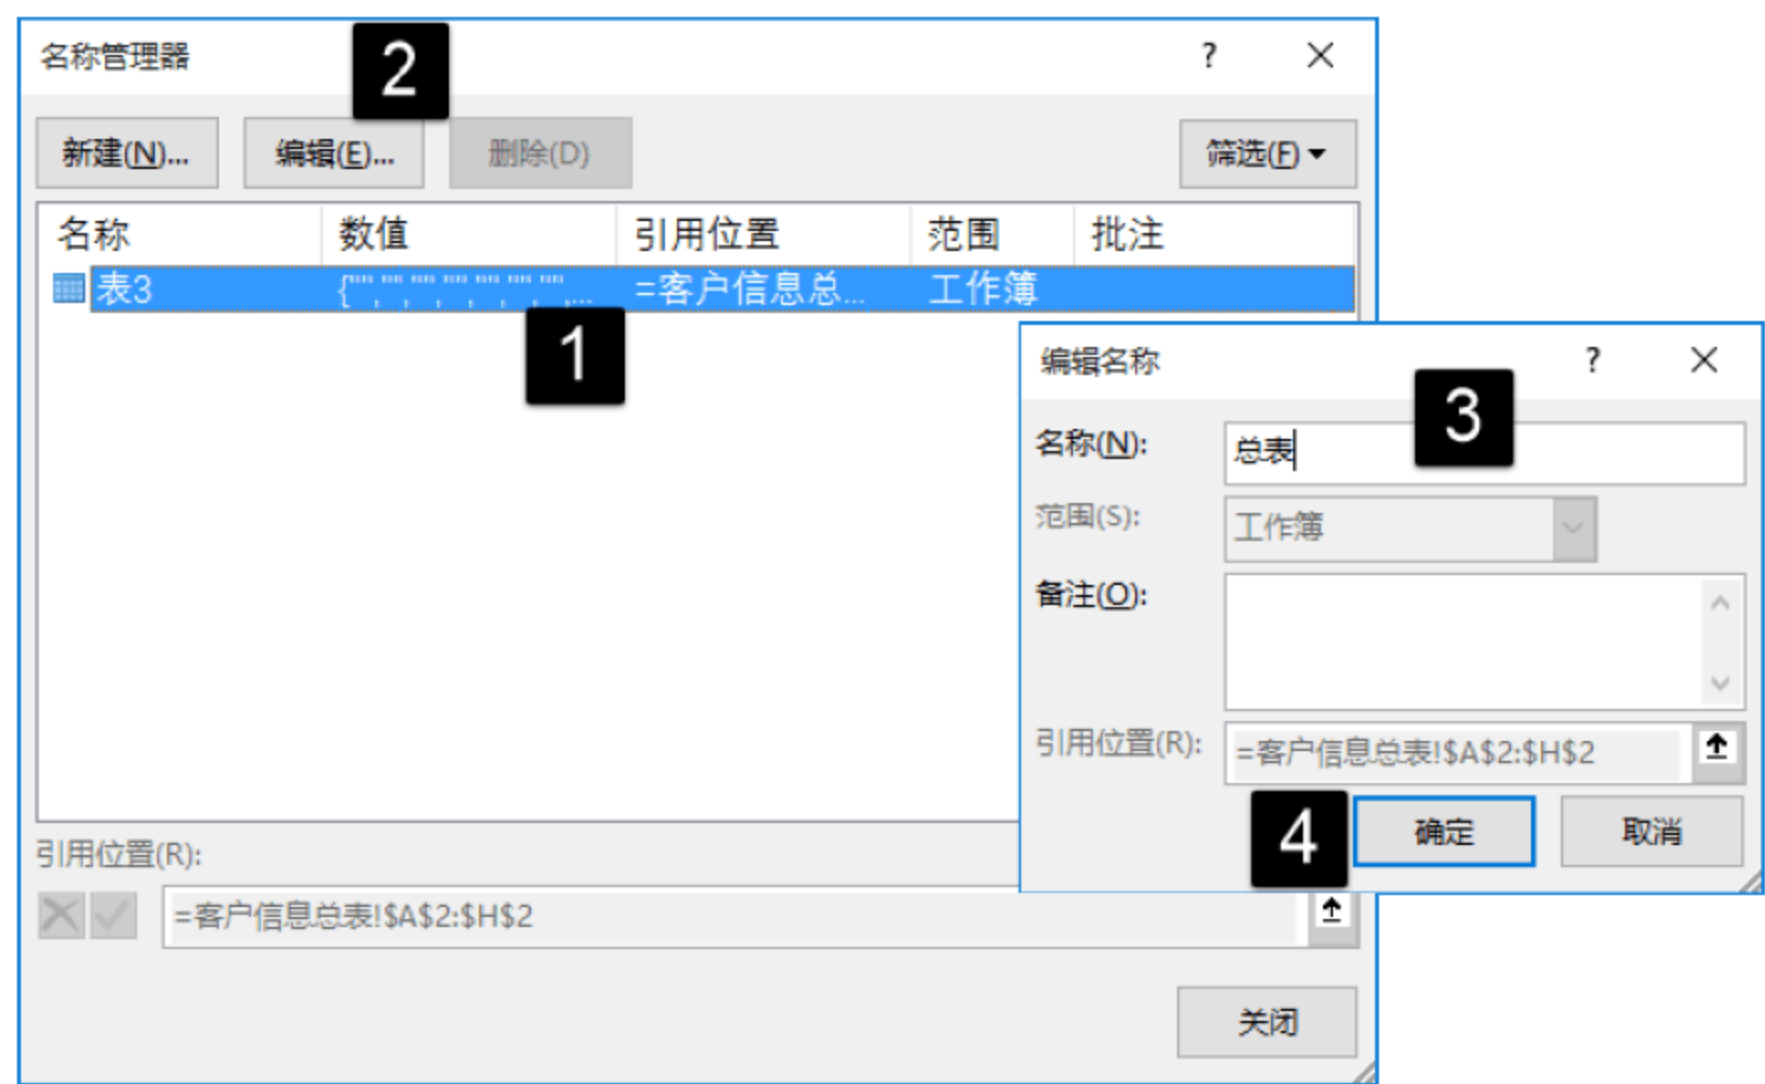 名称管理器
2
?
新建(N)...
编辑(E)...
删除(D)
筛选(F)
名称 数值 引用位置 范围 批注
表3 {"","","","","","","",... =客户信息总... 工作簿
1
编辑名称
?
3
名称(N): 总表
范围(S): 工作簿
备注(O):
引用位置(R): =客户信息总表!$A$2:$H$2
4
确定
取消
引用位置(R):
=客户信息总表!$A$2:$H$2
关闭